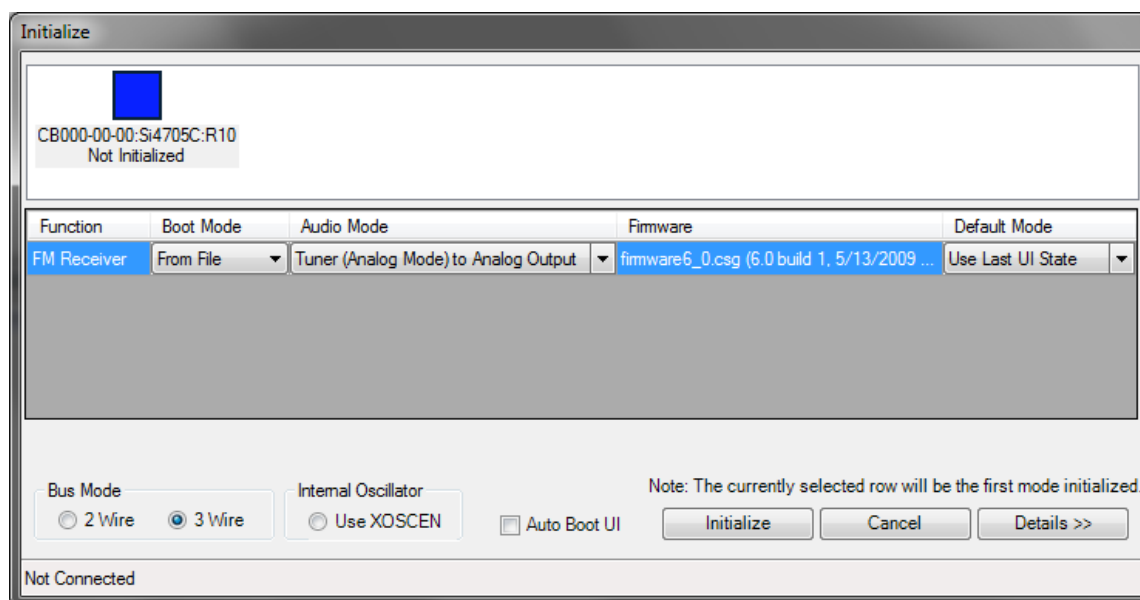 Initialize
CB000-00-00:Si4705C:R10
Not Initialized
Function Boot Mode Audio Mode Firmware Default Mode
FM Receiver From File Tuner (Analog Mode) to Analog Output firmware6_0.csg (6.0 build 1, 5/13/2009 ... Use Last UI State
Note: The currently selected row will be the first mode initialized.
Bus Mode Internal Oscillator
2 Wire 3 Wire Use XOSCEN Auto Boot UI Initialize Cancel Details >>
Not Connected